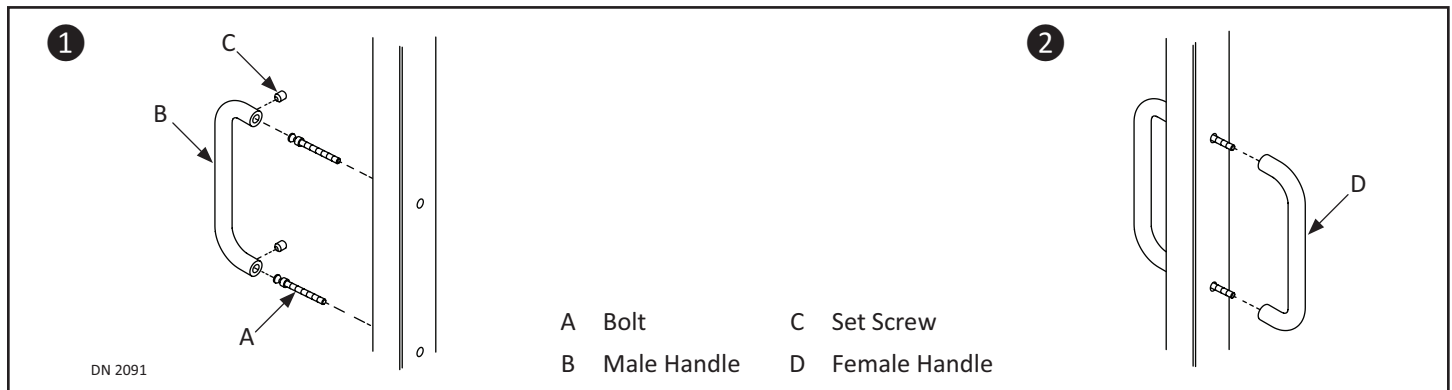 1
C
B
A
DN 2091
A Bolt C Set Screw
B Male Handle D Female Handle
2
D